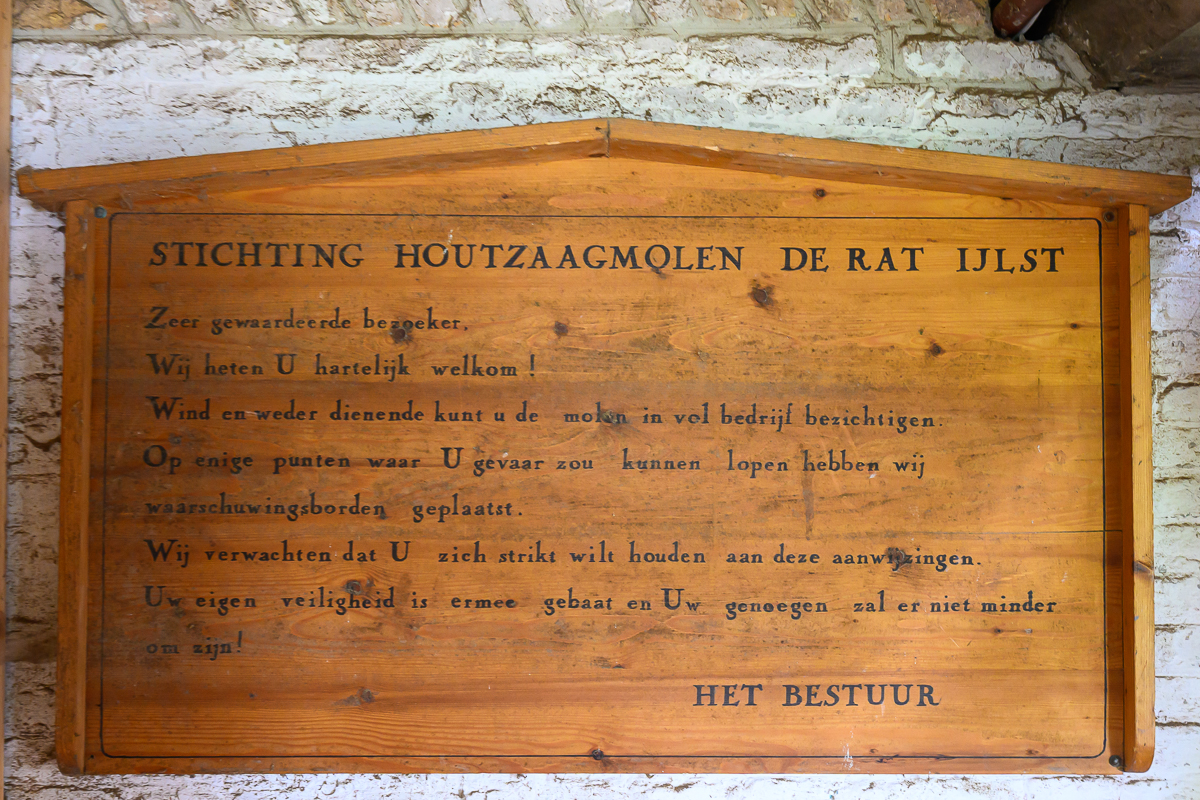 STICHTING HOUTZAAGMOLEN DE RAT IJLST
Zeer gewaardeerde bezoeker,
Wij heten U hartelijk welkom!
Wind en weder dienende kunt u de molen in vol bedrijf bezichtigen.
Op enige punten waar U gevaar zou kunnen lopen hebben wij
waarschuwingsborden geplaatst.
Wij verwachten dat U zich strikt wilt houden aan deze aanwijzingen.
Uw eigen veiligheid is ermee gebaat en Uw genoegen zal er niet minder
om zijn!
HET BESTUUR